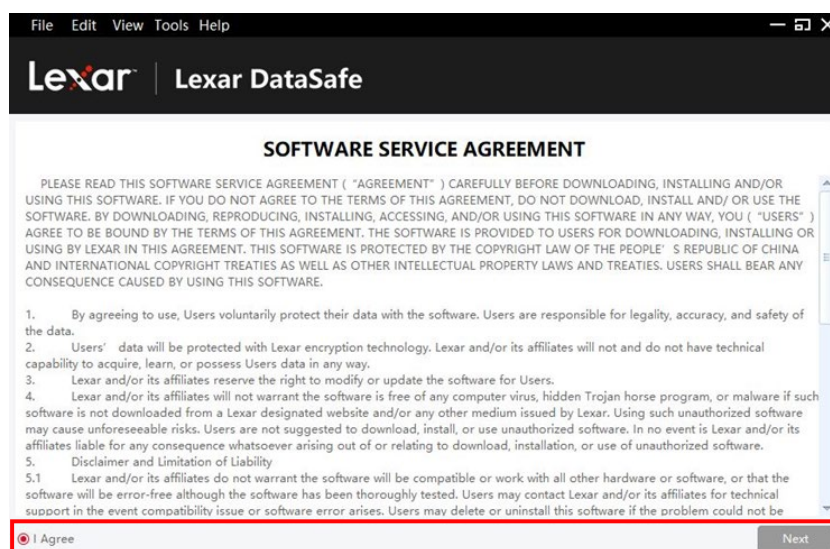 File Edit View Tools Help
Lexar | Lexar DataSafe
SOFTWARE SERVICE AGREEMENT
PLEASE READ THIS SOFTWARE SERVICE AGREEMENT ( “AGREEMENT” ) CAREFULLY BEFORE DOWNLOADING, INSTALLING AND/OR
USING THIS SOFTWARE. IF YOU DO NOT AGREE TO THE TERMS OF THIS AGREEMENT, DO NOT DOWNLOAD, INSTALL AND/ OR USE THE
SOFTWARE. BY DOWNLOADING, REPRODUCING, INSTALLING, ACCESSING, AND/OR USING THIS SOFTWARE IN ANY WAY, YOU ( “USERS” )
AGREE TO BE BOUND BY THE TERMS OF THIS AGREEMENT. THE SOFTWARE IS PROVIDED TO USERS FOR DOWNLOADING, INSTALLING OR
USING BY LEXAR IN THIS AGREEMENT. THIS SOFTWARE IS PROTECTED BY THE COPYRIGHT LAW OF THE PEOPLE’ S REPUBLIC OF CHINA
AND INTERNATIONAL COPYRIGHT TREATIES AS WELL AS OTHER INTELLECTUAL PROPERTY LAWS AND TREATIES. USERS SHALL BEAR ANY
CONSEQUENCE CAUSED BY USING THIS SOFTWARE.
1. By agreeing to use, Users voluntarily protect their data with the software. Users are responsible for legality, accuracy, and safety of
the data.
2. Users’ data will be protected with Lexar encryption technology. Lexar and/or its affiliates will not and do not have technical
capability to acquire, learn, or possess Users data in any way.
3. Lexar and/or its affiliates reserve the right to modify or update the software for Users.
4. Lexar and/or its affiliates will not warrant the software is free of any computer virus, hidden Trojan horse program, or malware if such
software is not downloaded from a Lexar designated website and/or any other medium issued by Lexar. Using such unauthorized software
may cause unforeseeable risks. Users are not suggested to download, install, or use unauthorized software. In no event is Lexar and/or its
affiliates liable for any consequence whatsoever arising out of or relating to download, installation, or use of unauthorized software.
5. Disclaimer and Limitation of Liability
5.1 Lexar and/or its affiliates do not warrant the software will be compatible or work with all other hardware or software, or that the
software will be error-free although the software has been thoroughly tested. Users may contact Lexar and/or its affiliates for technical
support in the event compatibility issue or software error arises. Users may delete or uninstall this software if the problem could not be
I Agree Next